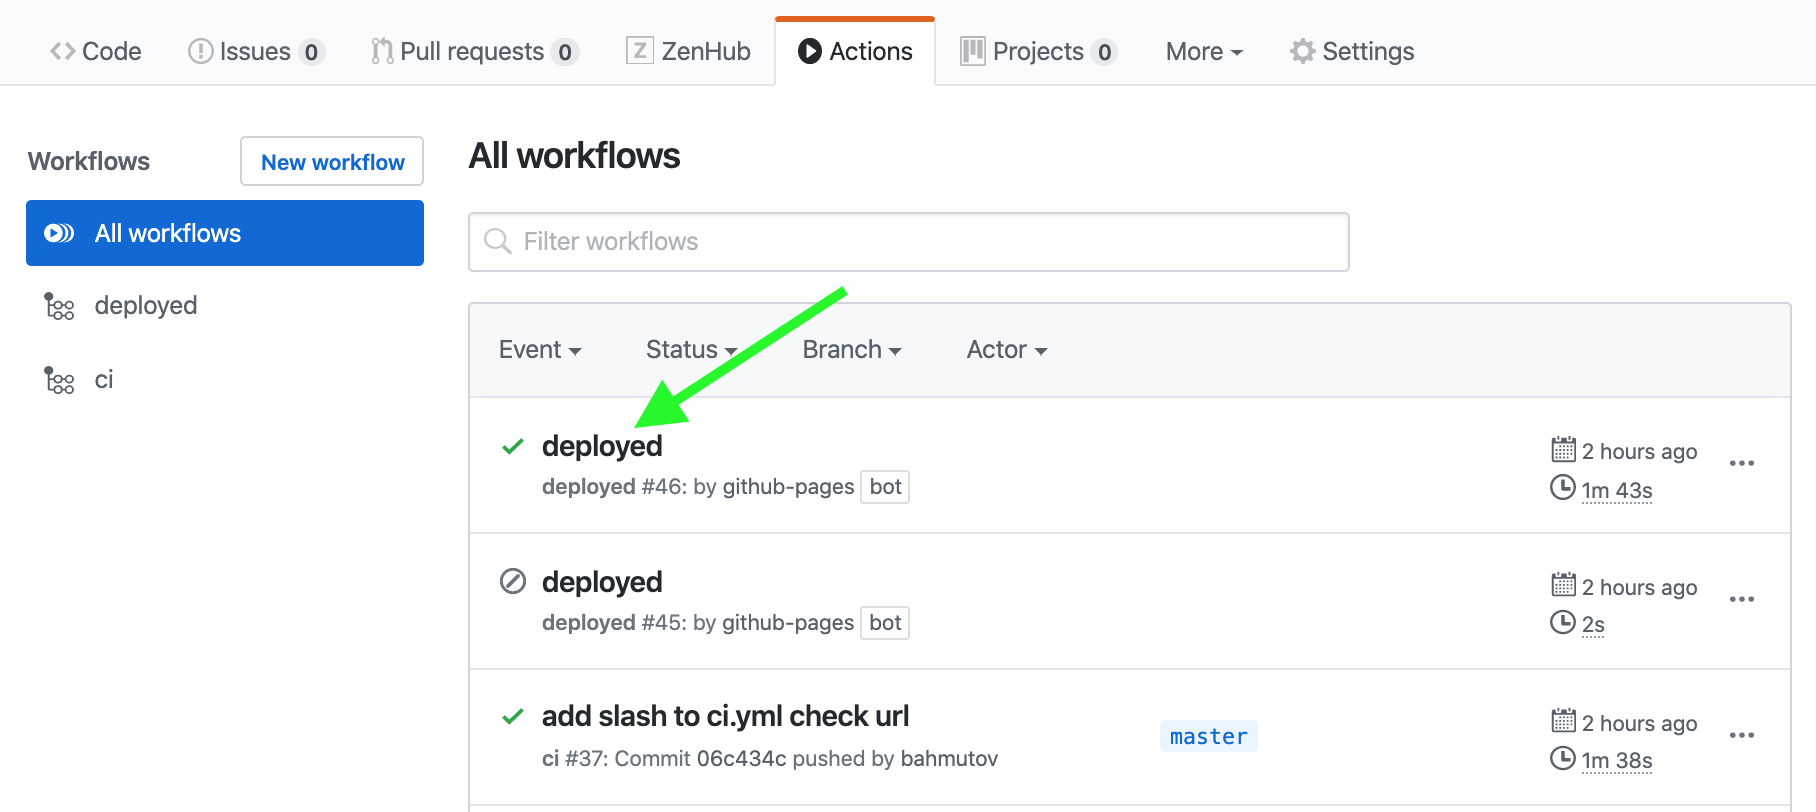 Code Issues 0 Pull requests 0 Z ZenHub Actions Projects 0 More Settings
Workflows New workflow
All workflows
deployed
ci
All workflows
Filter workflows
Event Status Branch Actor
deployed
deployed #46: by github-pages bot
2 hours ago
1m 43s
deployed
deployed #45: by github-pages bot
2 hours ago
2s
add slash to ci.yml check url
ci #37: Commit 06c434c pushed by bahmutov
master
2 hours ago
1m 38s